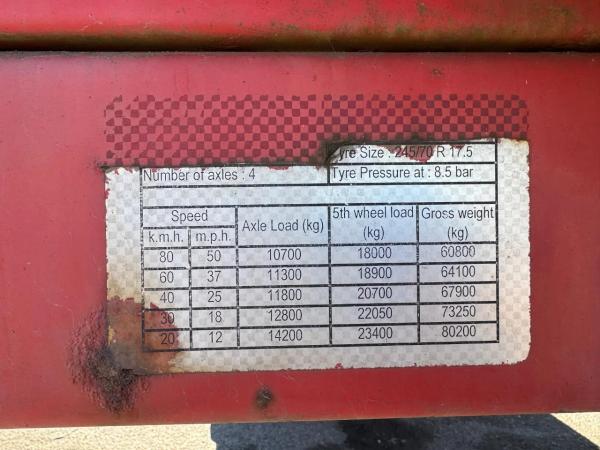 Tyre Size : 245/70 R 17.5
Number of axles : 4 Tyre Pressure at : 8.5 bar
Speed Axle Load (kg) 5th wheel load (kg) Gross weight (kg)
k.m.h. m.p.h.
80 50 10700 18000 60800
60 37 11300 18900 64100
40 25 11800 20700 67900
30 18 12800 22050 73250
20 12 14200 23400 80200